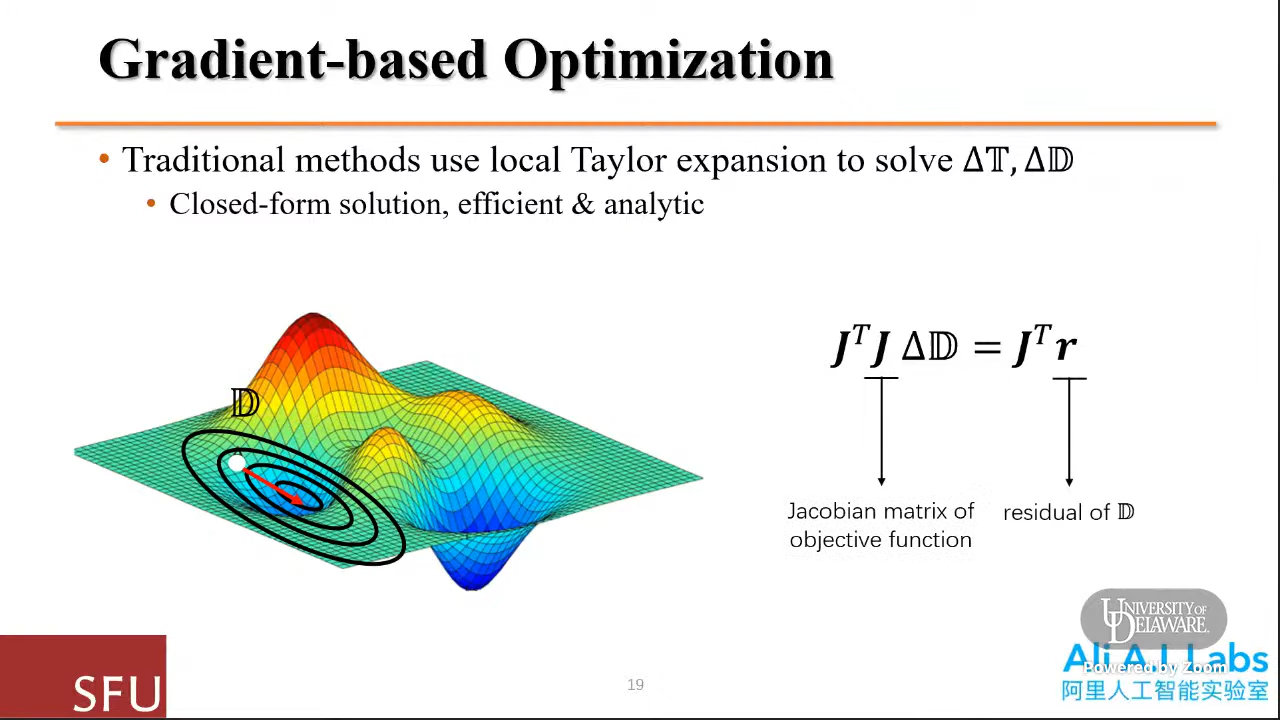 Gradient-based Optimization
• Traditional methods use local Taylor expansion to solve Δ𝕋, Δ𝔻
• Closed-form solution, efficient & analytic
𝔻
𝑱ᵀ𝑱 Δ𝔻 = 𝑱ᵀ𝒓
Jacobian matrix of
objective function
residual of 𝔻
UNIVERSITY OF
DELAWARE.
Ali A.I. Labs
Powered by Zoom
阿里人工智能实验室
SFU
19